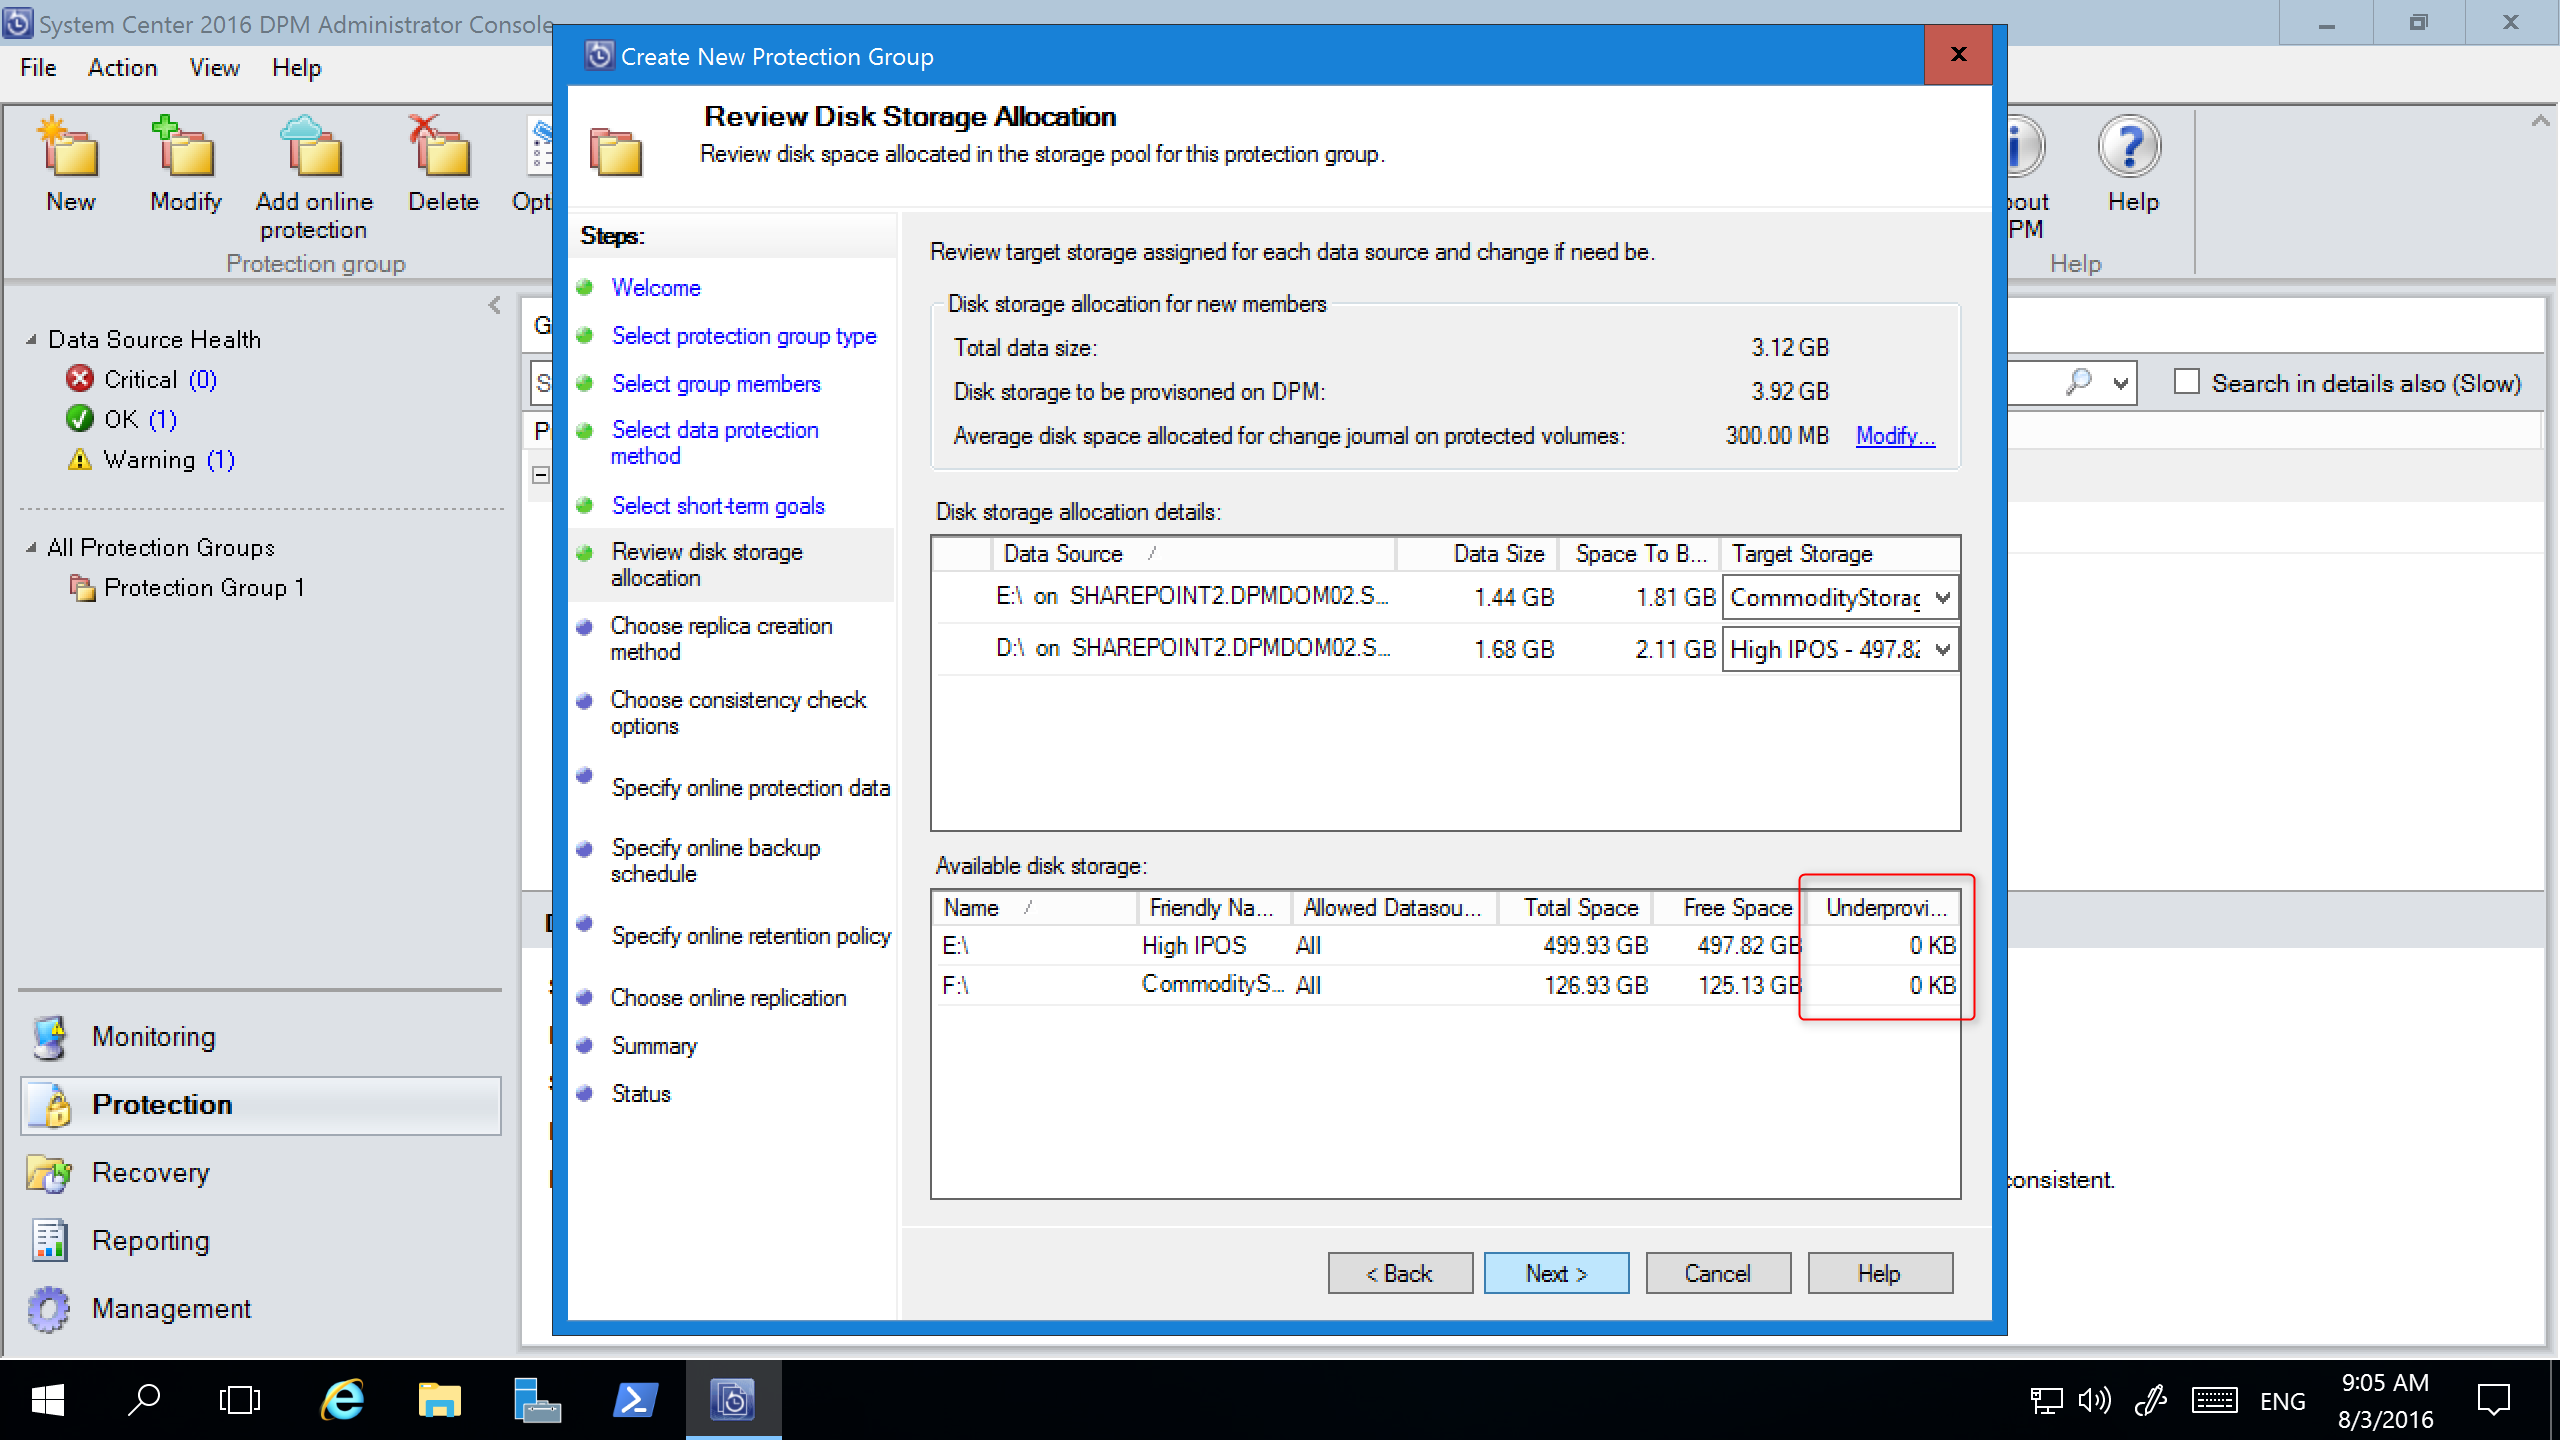 System Center 2016 DPM Administrator Console
File Action View Help
New
Modify
Add online
protection
Delete
Protection group
PM
Help
Help
Create New Protection Group
x
Review Disk Storage Allocation
Review disk space allocated in the storage pool for this protection group.
Data Source Health
Critical (0)
OK (1)
Warning (1)
All Protection Groups
Protection Group 1
Monitoring
Protection
Recovery
Reporting
Management
Steps:
Welcome
Select protection group type
Select group members
Select data protection
method
Select short-term goals
Review disk storage
allocation
Choose replica creation
method
Choose consistency check
options
Specify online protection data
Specify online backup
schedule
Specify online retention policy
Choose online replication
Summary
Status
Review target storage assigned for each data source and change if need be.
Disk storage allocation for new members
Total data size: 3.12 GB
Disk storage to be provisoned on DPM: 3.92 GB
Average disk space allocated for change journal on protected volumes: 300.00 MB Modify...
Disk storage allocation details:
Data Source Data Size Space To B... Target Storage
E:\ on SHAREPOINT2.DPMDOM02.S... 1.44 GB 1.81 GB CommodityStorag
D:\ on SHAREPOINT2.DPMDOM02.S... 1.68 GB 2.11 GB High IPOS - 497.82
Available disk storage:
Name Friendly Na... Allowed Datasou... Total Space Free Space Underprovi...
E:\ High IPOS All 499.93 GB 497.82 GB 0 KB
F:\ CommodityS... All 126.93 GB 125.13 GB 0 KB
< Back Next > Cancel Help
Search in details also (Slow)
consistent.
ENG
9:05 AM
8/3/2016